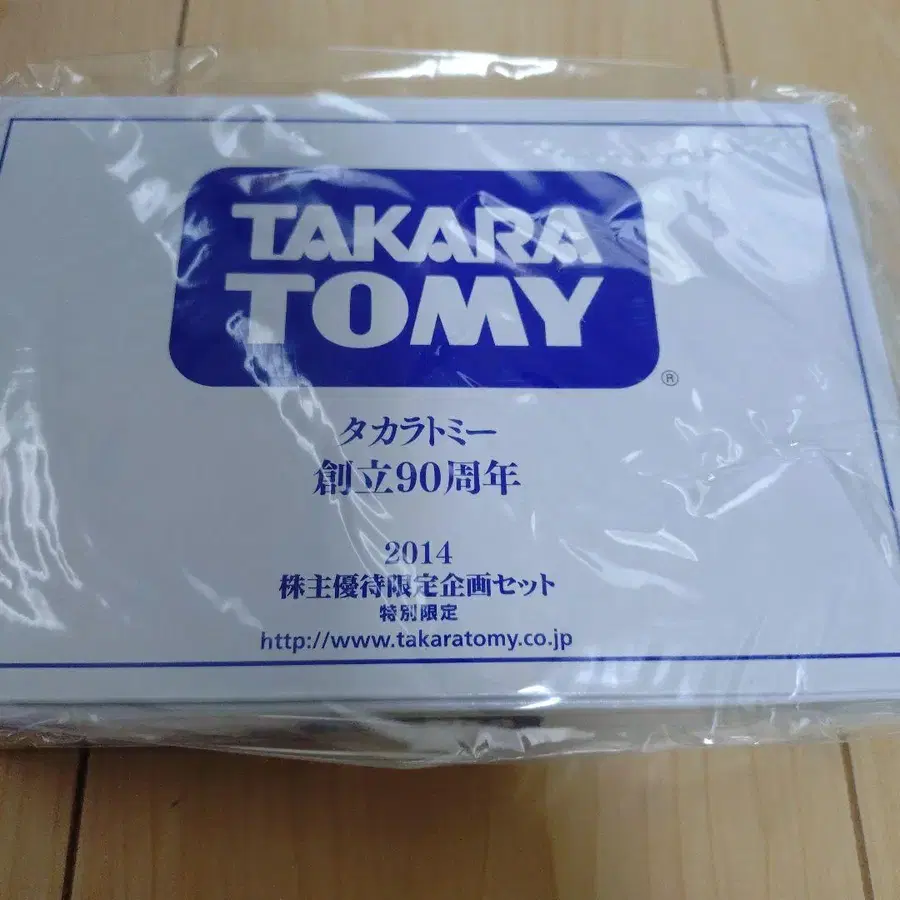 TAKARA
TOMY
®
タカラトミー
創立90周年
2014
株主優待限定企画セット
特別限定
http://www.takaratomy.co.jp